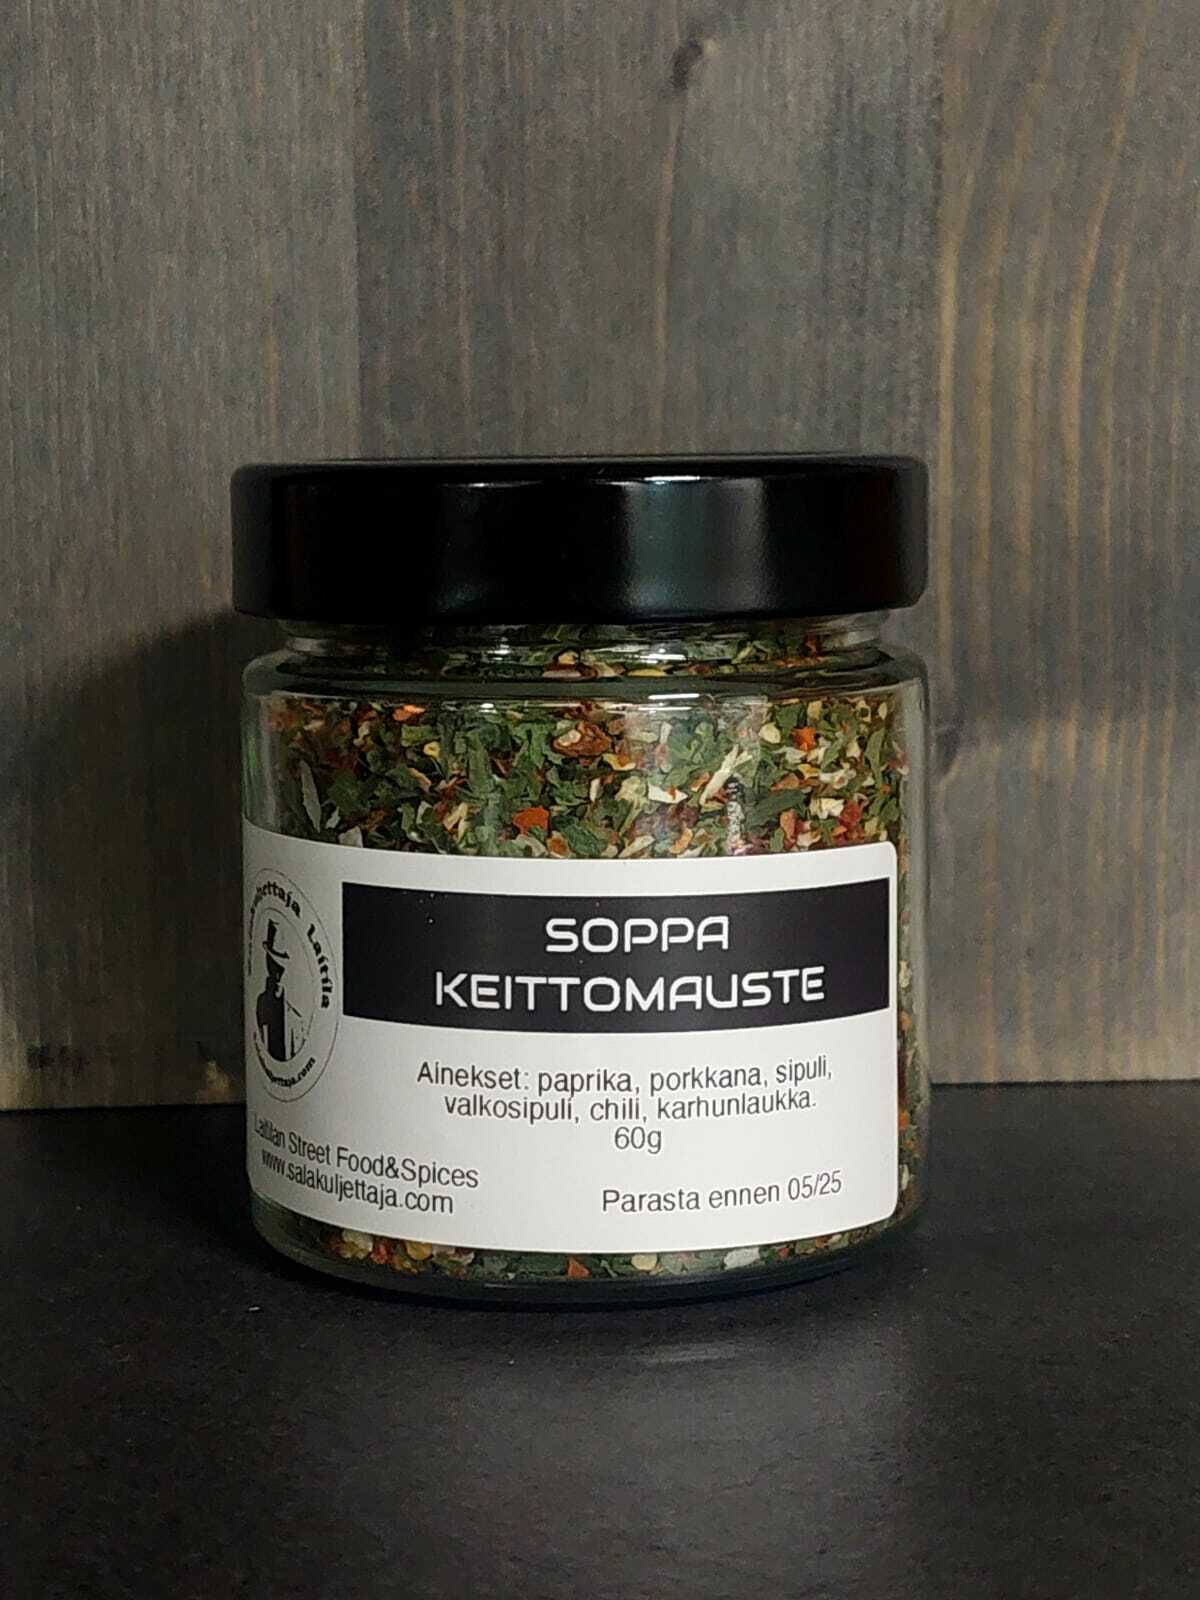 SOPPA
KEITTOMAUSTE
Ainekset: paprika, porkkana, sipuli,
valkosipuli, chili, karhunlaukka.
60g
Parasta ennen 05/25
Laitila
Laitilan Street Food&Spices
www.salakuljettaja.com